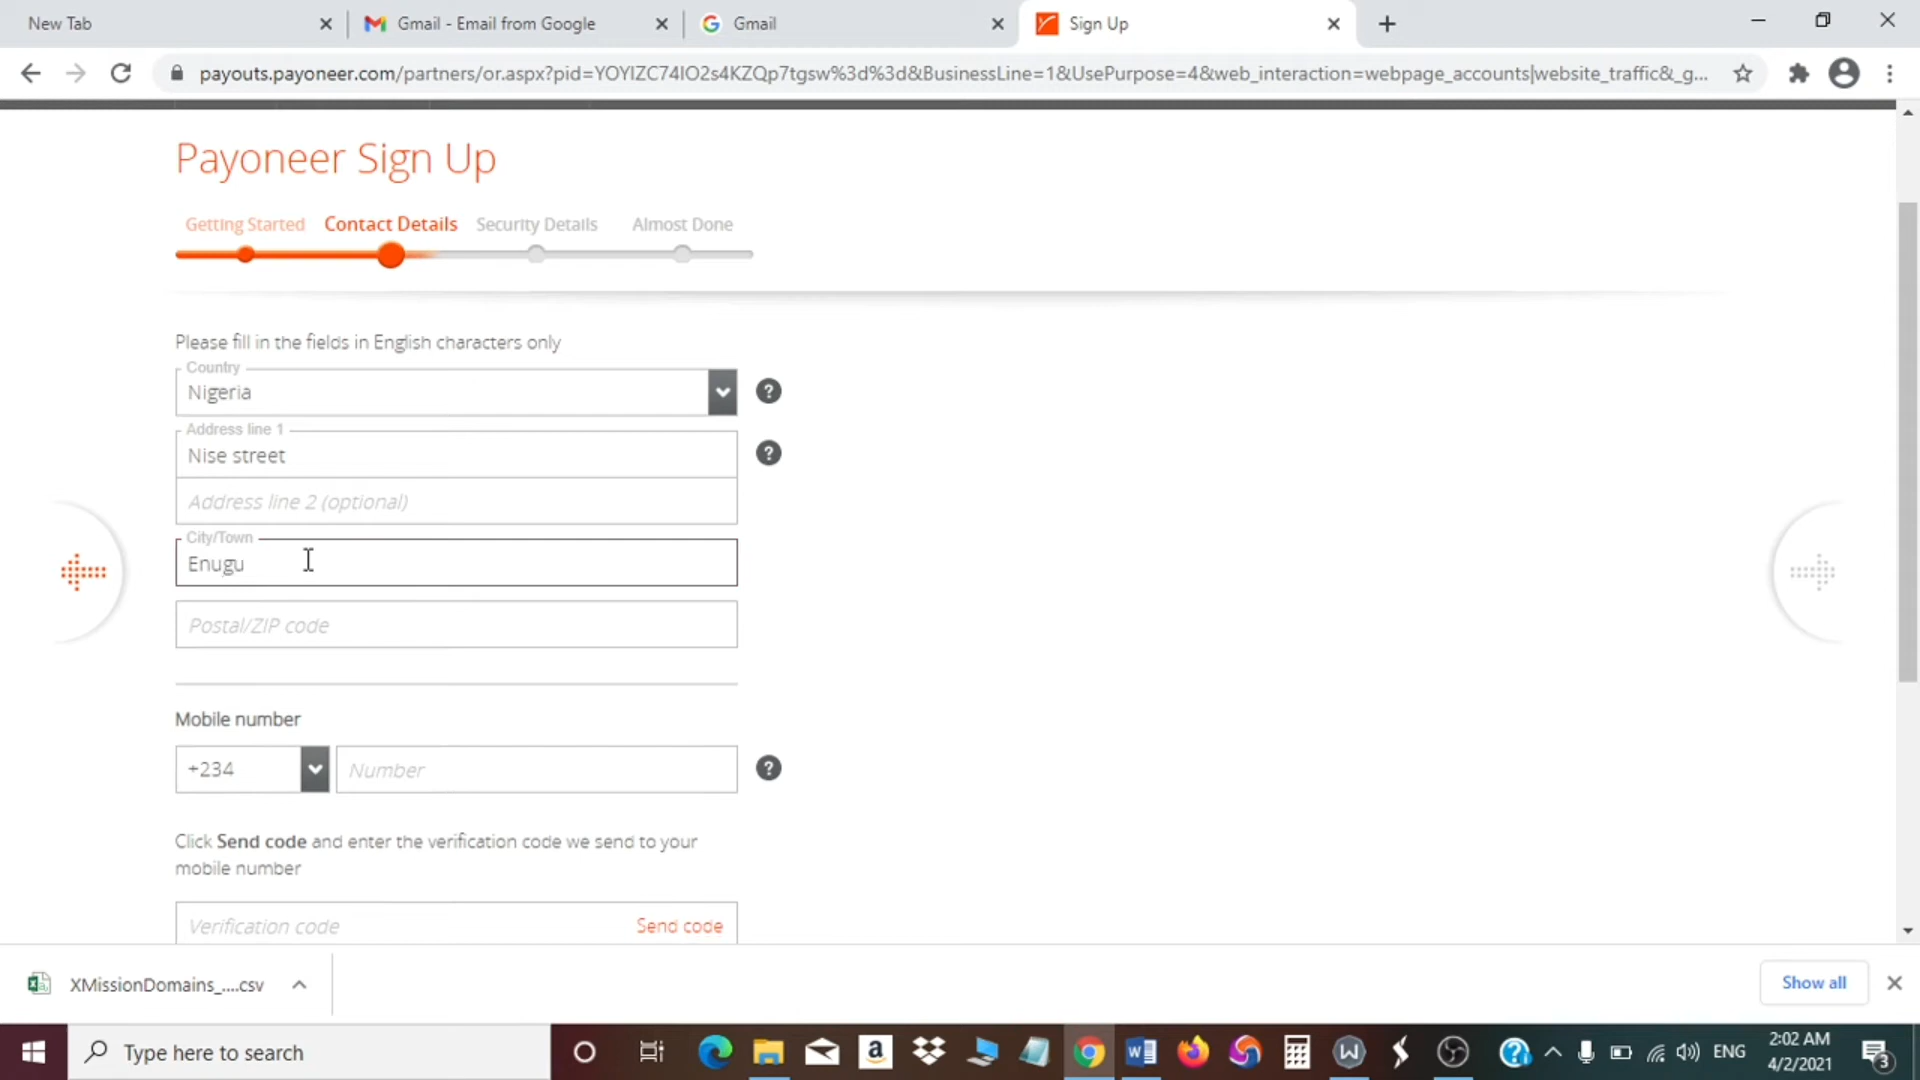 New Tab
Gmail - Email from Google
Gmail
Sign Up
payouts.payoneer.com/partners/or.aspx?pid=YOYIZC74IO2s4KZQp7tgsw%3d%3d&BusinessLine=1&UsePurpose=4&web_interaction=webpage_accounts|website_traffic&_g...
Payoneer Sign Up
Getting Started Contact Details Security Details Almost Done
Please fill in the fields in English characters only
Country
Nigeria
Address line 1
Nise street
Address line 2 (optional)
City/Town
Enugu
Postal/ZIP code
Mobile number
+234
Number
Click Send code and enter the verification code we send to your
mobile number
Verification code
Send code
XMissionDomains_....csv
Show all
Type here to search
ENG
2:02 AM
4/2/2021
3